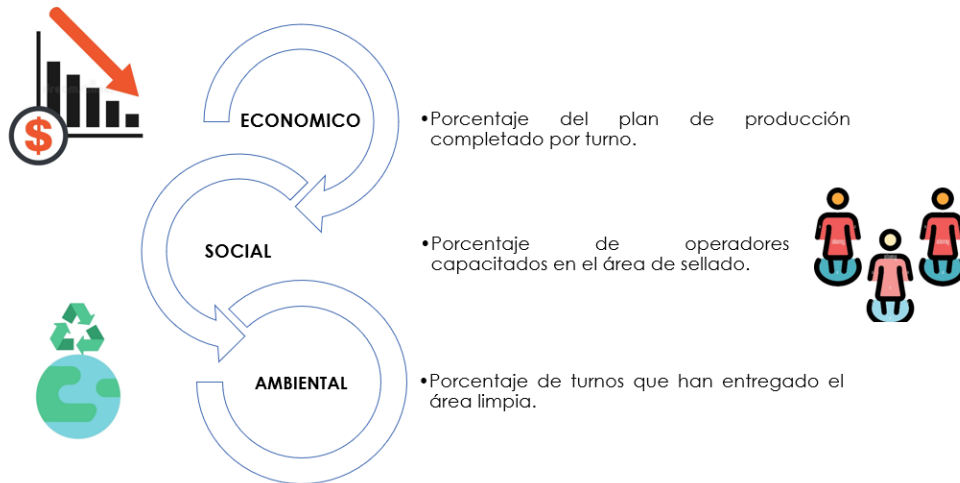 ECONOMICO
•Porcentaje del plan de producción
completado por turno.
SOCIAL
•Porcentaje de operadores
capacitados en el área de sellado.
AMBIENTAL
•Porcentaje de turnos que han entregado el
área limpia.
$